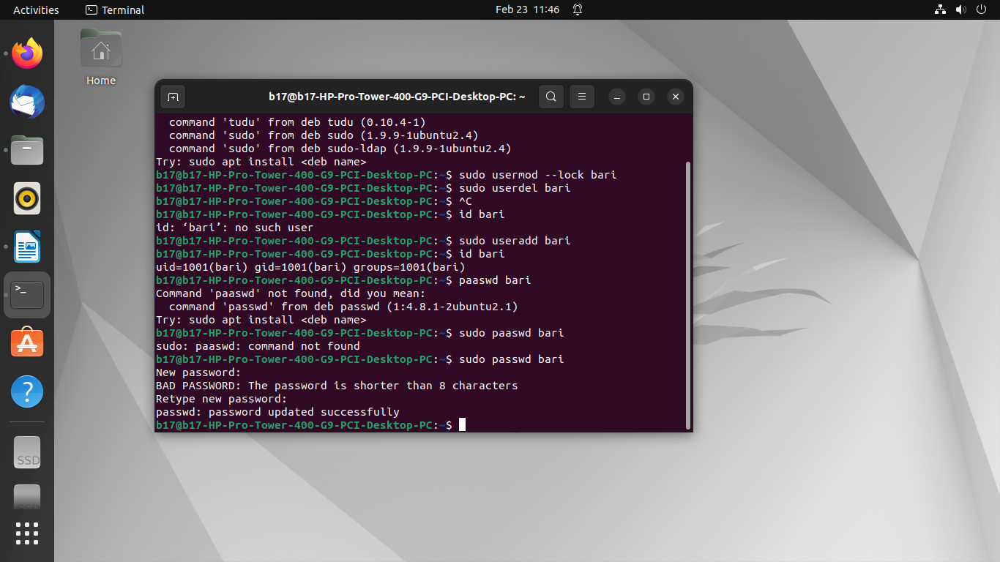 Activities
Terminal
Feb 23 11:46
Home
b17@b17-HP-Pro-Tower-400-G9-PCI-Desktop-PC: ~
command 'tudu' from deb tudu (0.10.4-1)
command 'sudo' from deb sudo (1.9.9-1ubuntu2.4)
command 'sudo' from deb sudo-ldap (1.9.9-1ubuntu2.4)
Try: sudo apt install <deb name>
b17@b17-HP-Pro-Tower-400-G9-PCI-Desktop-PC:~$ sudo usermod --lock bari
b17@b17-HP-Pro-Tower-400-G9-PCI-Desktop-PC:~$ sudo userdel bari
b17@b17-HP-Pro-Tower-400-G9-PCI-Desktop-PC:~$ ^C
b17@b17-HP-Pro-Tower-400-G9-PCI-Desktop-PC:~$ id bari
id: ‘bari’: no such user
b17@b17-HP-Pro-Tower-400-G9-PCI-Desktop-PC:~$ sudo useradd bari
b17@b17-HP-Pro-Tower-400-G9-PCI-Desktop-PC:~$ id bari
uid=1001(bari) gid=1001(bari) groups=1001(bari)
b17@b17-HP-Pro-Tower-400-G9-PCI-Desktop-PC:~$ paaswd bari
Command 'paaswd' not found, did you mean:
command 'passwd' from deb passwd (1:4.8.1-2ubuntu2.1)
Try: sudo apt install <deb name>
b17@b17-HP-Pro-Tower-400-G9-PCI-Desktop-PC:~$ sudo paaswd bari
sudo: paaswd: command not found
b17@b17-HP-Pro-Tower-400-G9-PCI-Desktop-PC:~$ sudo passwd bari
New password:
BAD PASSWORD: The password is shorter than 8 characters
Retype new password:
passwd: password updated successfully
b17@b17-HP-Pro-Tower-400-G9-PCI-Desktop-PC:~$
SSD